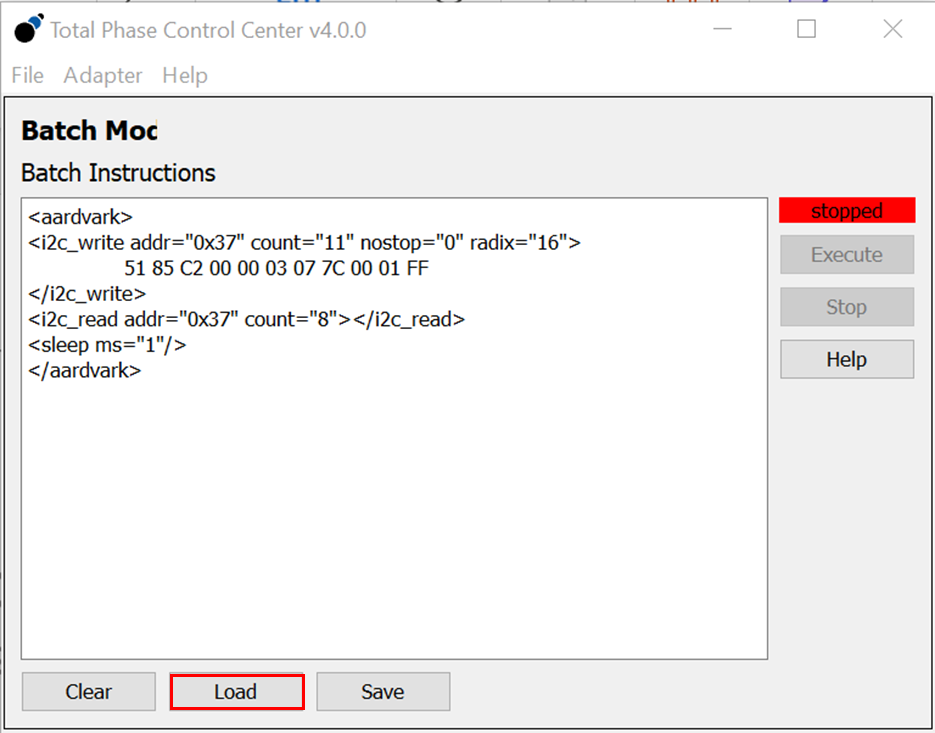 Total Phase Control Center v4.0.0
File Adapter Help
Batch Mod
Batch Instructions
<aardvark>
<i2c_write addr="0x37" count="11" nostop="0" radix="16">
51 85 C2 00 00 03 07 7C 00 01 FF
</i2c_write>
<i2c_read addr="0x37" count="8"></i2c_read>
<sleep ms="1"/>
</aardvark>
stopped
Execute
Stop
Help
Clear Load Save